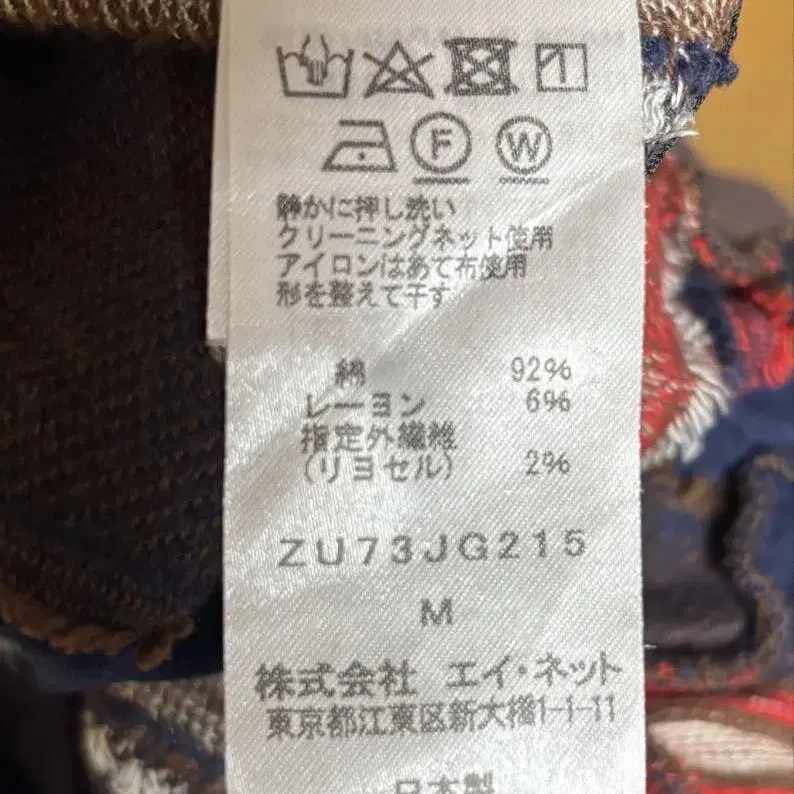 F W
静かに押し洗い
クリーニングネット使用
アイロンはあて布使用
形を整えて干す
綿 92%
レーヨン 6%
指定外繊維
(リヨセル) 2%
ZU73JG215
M
株式会社 エイ・ネット
東京都江東区新大橋1-1-11
日本製